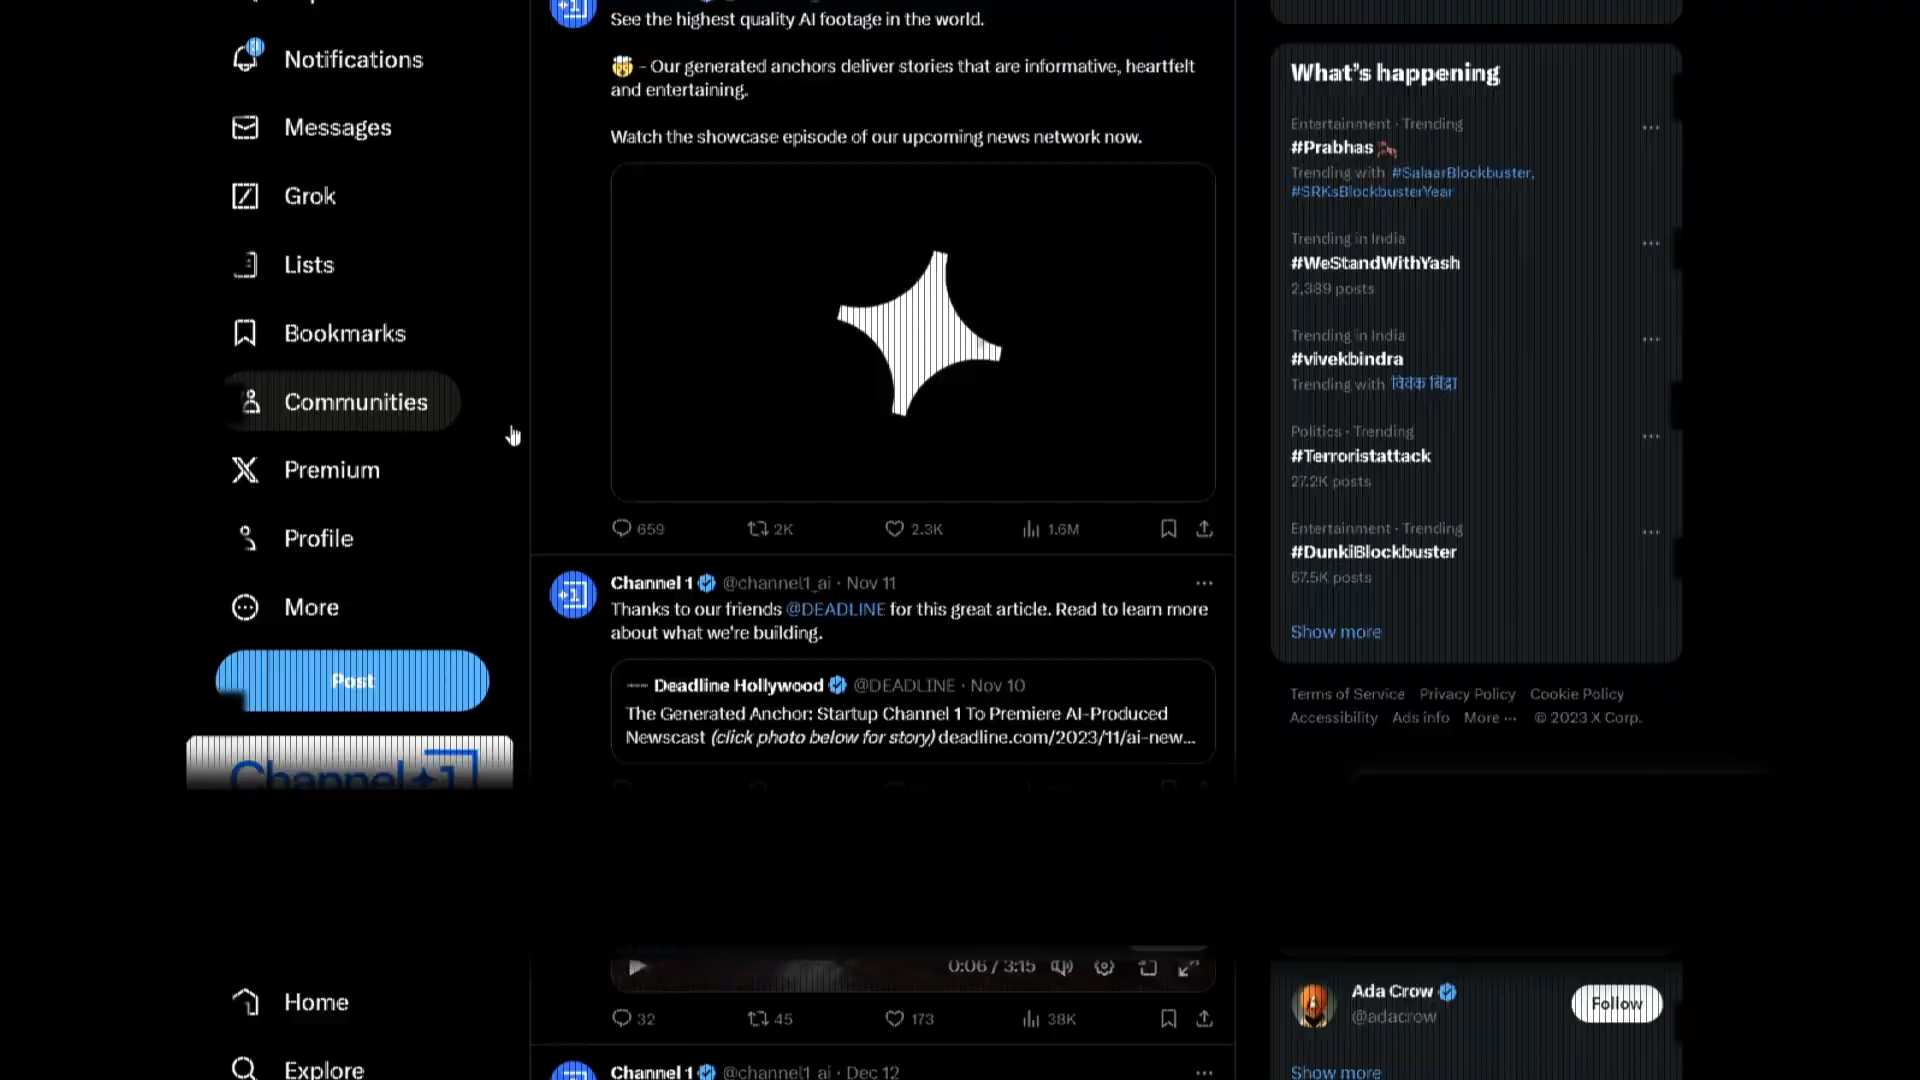 Notifications
Messages
Grok
Lists
Bookmarks
Communities
Premium
Profile
More
Post
Channel 1
Home
Explore
See the highest quality AI footage in the world.
🤯 - Our generated anchors deliver stories that are informative, heartfelt
and entertaining.
Watch the showcase episode of our upcoming news network now.
659 2K 2.3K 1.6M
Channel 1 @channel1_ai · Nov 11
Thanks to our friends @DEADLINE for this great article. Read to learn more
about what we're building.
Deadline Hollywood @DEADLINE · Nov 10
The Generated Anchor: Startup Channel 1 To Premiere AI-Produced
Newscast (click photo below for story) deadline.com/2023/11/ai-new...
0:06 / 3:15
32 45 173 38K
Channel 1 @channel1_ai · Dec 12
What's happening
Entertainment · Trending
#Prabhas
Trending with #SalaarBlockbuster,
#SRKsBlockbusterYear
Trending in India
#WeStandWithYash
2,389 posts
Trending in India
#vivekbindra
Trending with विवेक बिंद्रा
Politics · Trending
#Terroristattack
27.2K posts
Entertainment · Trending
#DunkiBlockbuster
67.5K posts
Show more
Terms of Service Privacy Policy Cookie Policy
Accessibility Ads info More ··· © 2023 X Corp.
Ada Crow
@adacrow
Follow
Show more